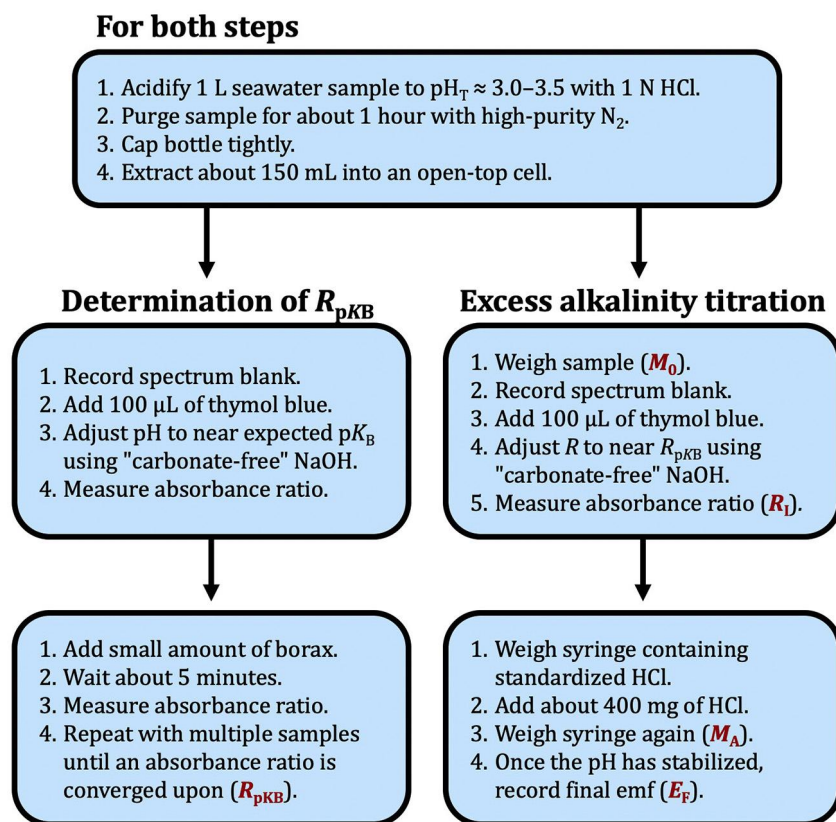 For both steps
1. Acidify 1 L seawater sample to pH_T ≈ 3.0–3.5 with 1 N HCl.
2. Purge sample for about 1 hour with high-purity N₂.
3. Cap bottle tightly.
4. Extract about 150 mL into an open-top cell.
Determination of R_pKB
1. Record spectrum blank.
2. Add 100 μL of thymol blue.
3. Adjust pH to near expected pK_B
using "carbonate-free" NaOH.
4. Measure absorbance ratio.
1. Add small amount of borax.
2. Wait about 5 minutes.
3. Measure absorbance ratio.
4. Repeat with multiple samples
until an absorbance ratio is
converged upon (R_pKB).
Excess alkalinity titration
1. Weigh sample (M₀).
2. Record spectrum blank.
3. Add 100 μL of thymol blue.
4. Adjust R to near R_pKB using
"carbonate-free" NaOH.
5. Measure absorbance ratio (R_I).
1. Weigh syringe containing
standardized HCl.
2. Add about 400 mg of HCl.
3. Weigh syringe again (M_A).
4. Once the pH has stabilized,
record final emf (E_F).